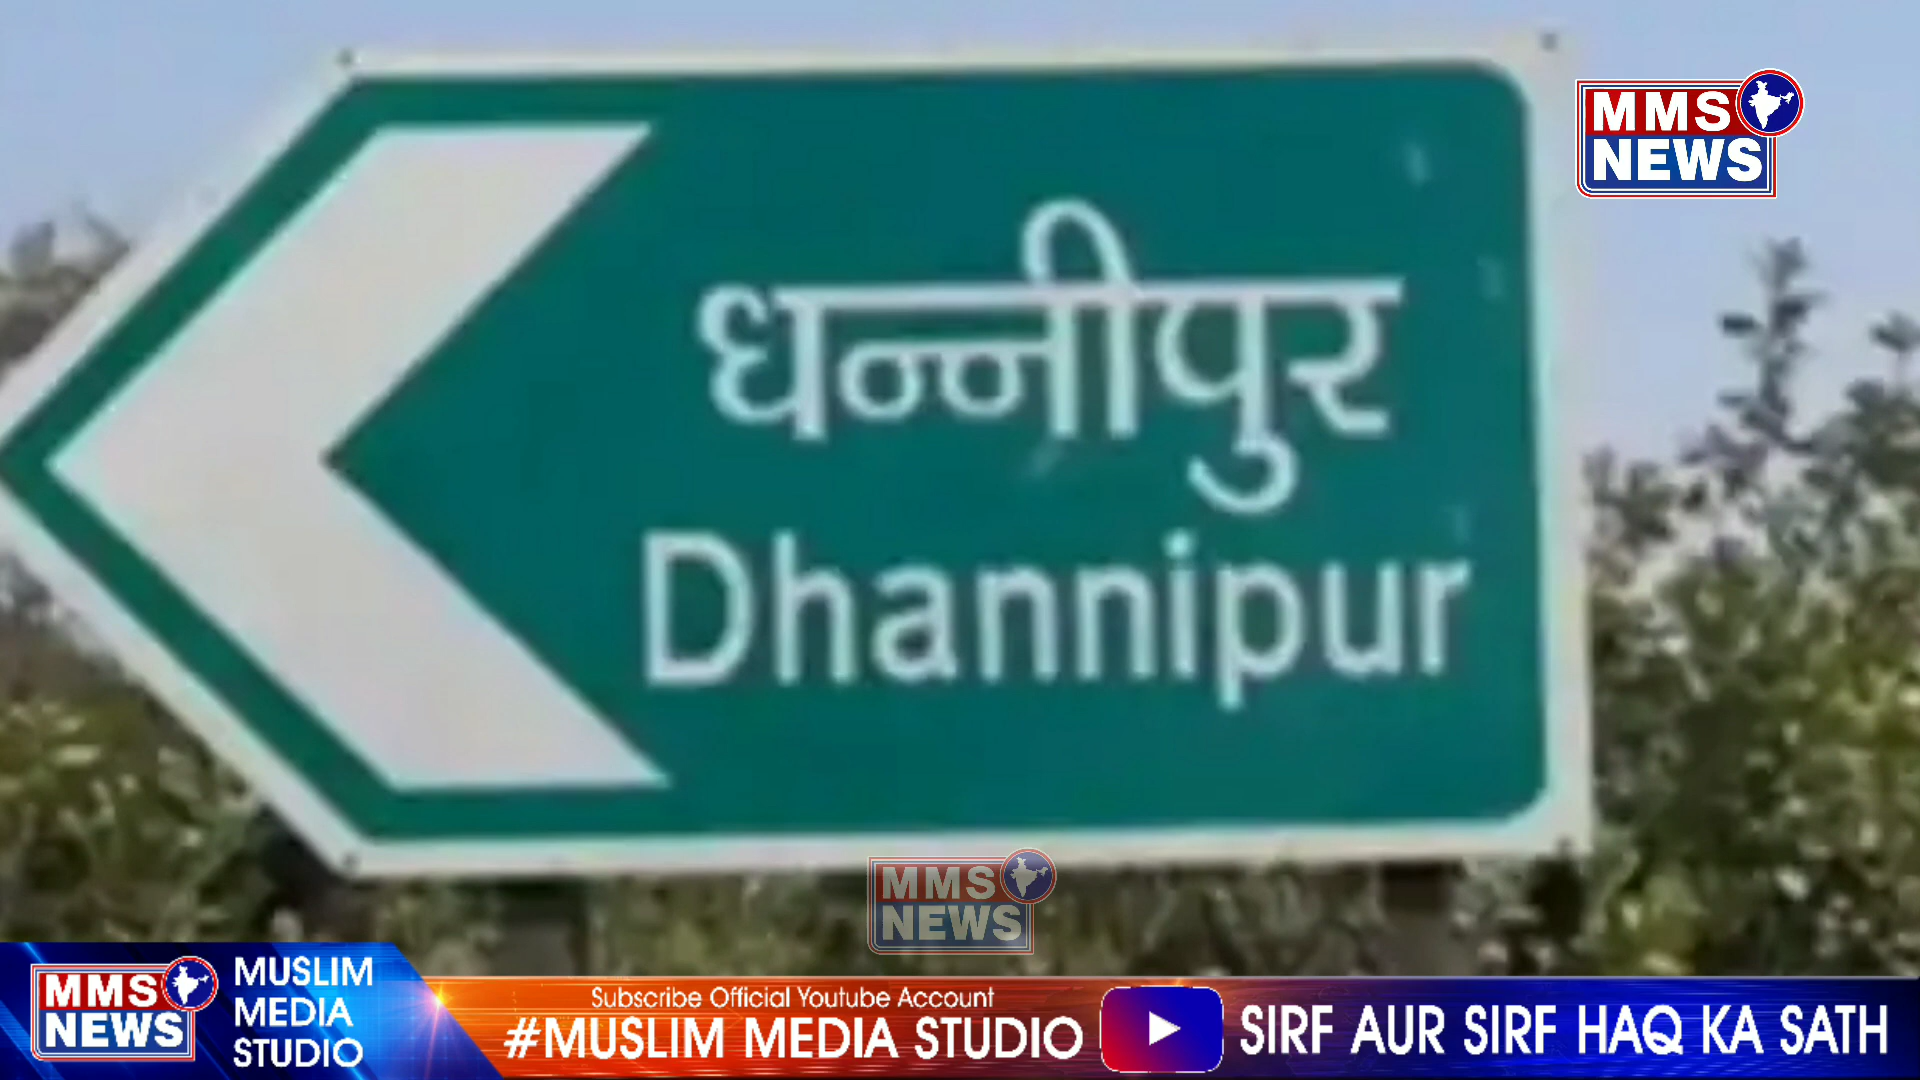 MMS
NEWS
धन्नीपुर
Dhannipur
MMS
NEWS
MMS
NEWS
MUSLIM
MEDIA
STUDIO
Subscribe Official Youtube Account
#MUSLIM MEDIA STUDIO
SIRF AUR SIRF HAQ KA SATH